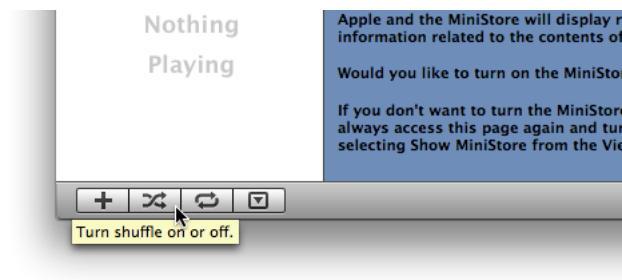 Nothing
Playing
Apple and the MiniStore will display
information related to the contents of
Would you like to turn on the
If you don't want to turn the
always access this page again and
selecting Show MiniStore from the
Turn shuffle on or off.